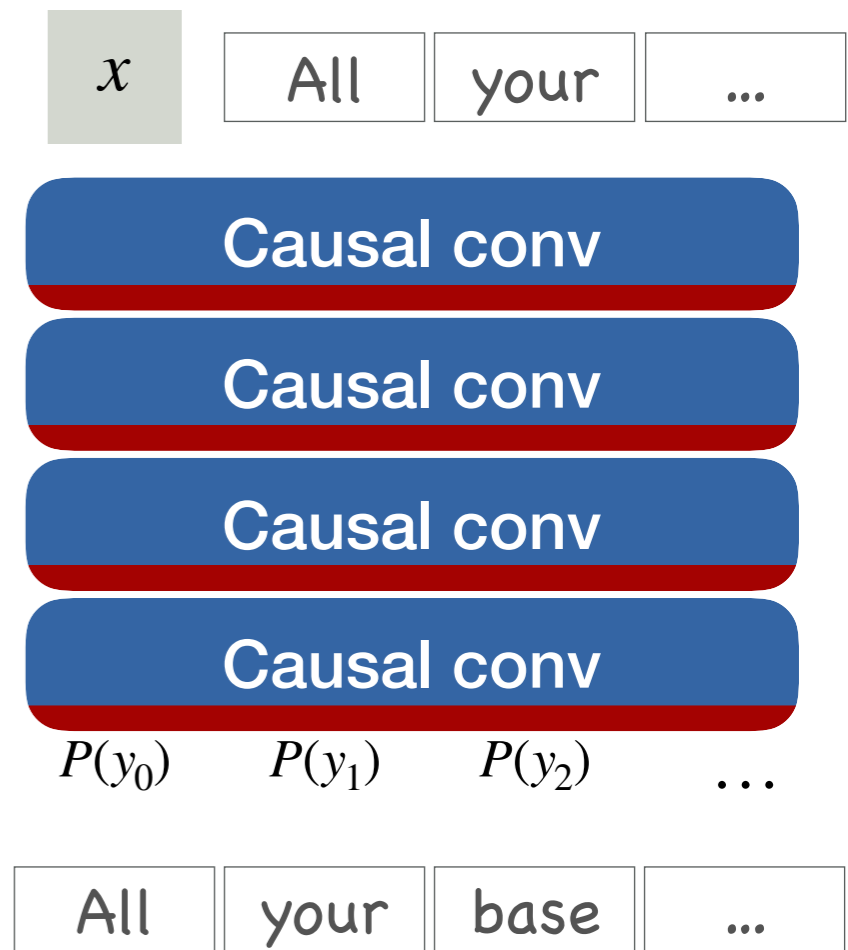 x All your ...
Causal conv
Causal conv
Causal conv
Causal conv
P(y₀) P(y₁) P(y₂) ...
All your base ...